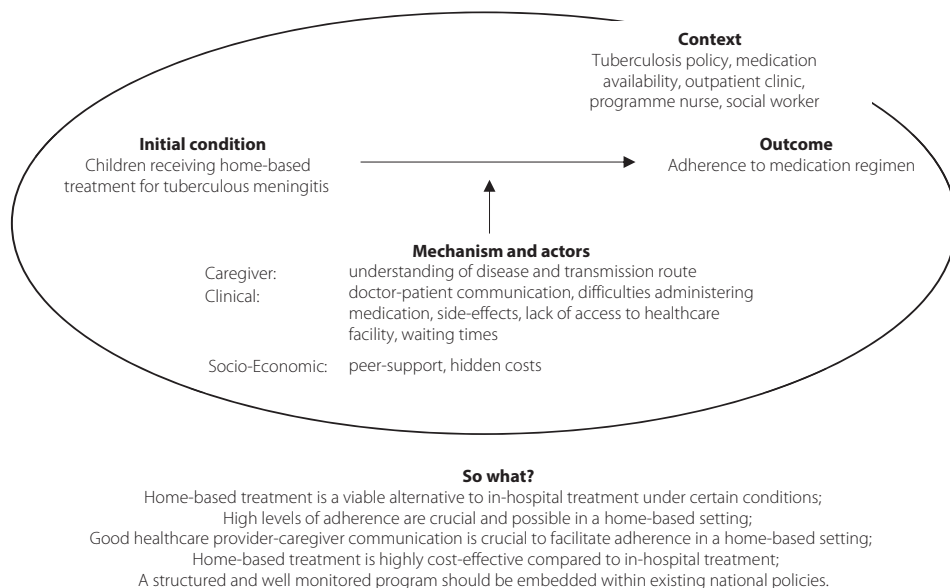 Context
Tuberculosis policy, medication
availability, outpatient clinic,
programme nurse, social worker
Initial condition
Children receiving home-based
treatment for tuberculous meningitis
Outcome
Adherence to medication regimen
Mechanism and actors
Caregiver: understanding of disease and transmission route
Clinical: doctor-patient communication, difficulties administering
medication, side-effects, lack of access to healthcare
facility, waiting times
Socio-Economic: peer-support, hidden costs
So what?
Home-based treatment is a viable alternative to in-hospital treatment under certain conditions;
High levels of adherence are crucial and possible in a home-based setting;
Good healthcare provider-caregiver communication is crucial to facilitate adherence in a home-based setting;
Home-based treatment is highly cost-effective compared to in-hospital treatment;
A structured and well monitored program should be embedded within existing national policies.